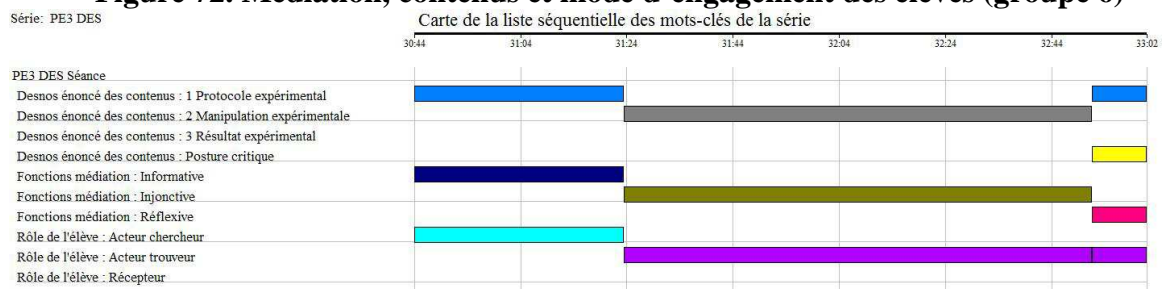 Figure 72. Médiation, contenus et mode d'engagement des élèves (groupe 6)
Série: PE3 DES
Carte de la liste séquentielle des mots-clés de la série
30:44 31:04 31:24 31:44 32:04 32:24 32:44 33:02
PE3 DES Séance
Desnos énoncé des contenus : 1 Protocole expérimental
Desnos énoncé des contenus : 2 Manipulation expérimentale
Desnos énoncé des contenus : 3 Résultat expérimental
Desnos énoncé des contenus : Posture critique
Fonctions médiation : Informative
Fonctions médiation : Injonctive
Fonctions médiation : Réflexive
Rôle de l'élève : Acteur chercheur
Rôle de l'élève : Acteur trouveur
Rôle de l'élève : Récepteur